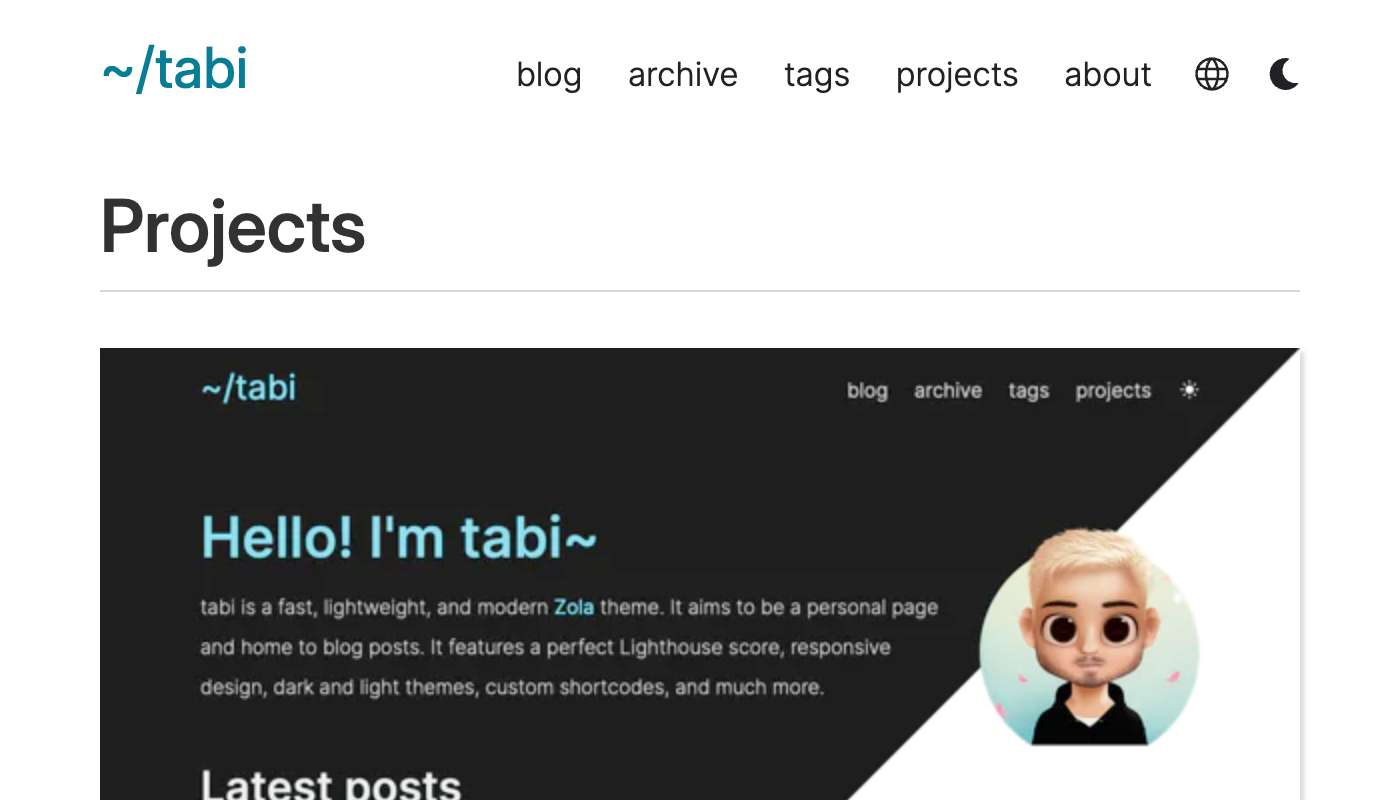 ~/tabi
blog archive tags projects about
Projects
~/tabi
blog archive tags projects
Hello! I'm tabi~
tabi is a fast, lightweight, and modern Zola theme. It aims to be a personal page
and home to blog posts. It features a perfect Lighthouse score, responsive
design, dark and light themes, custom shortcodes, and much more.
Latest posts